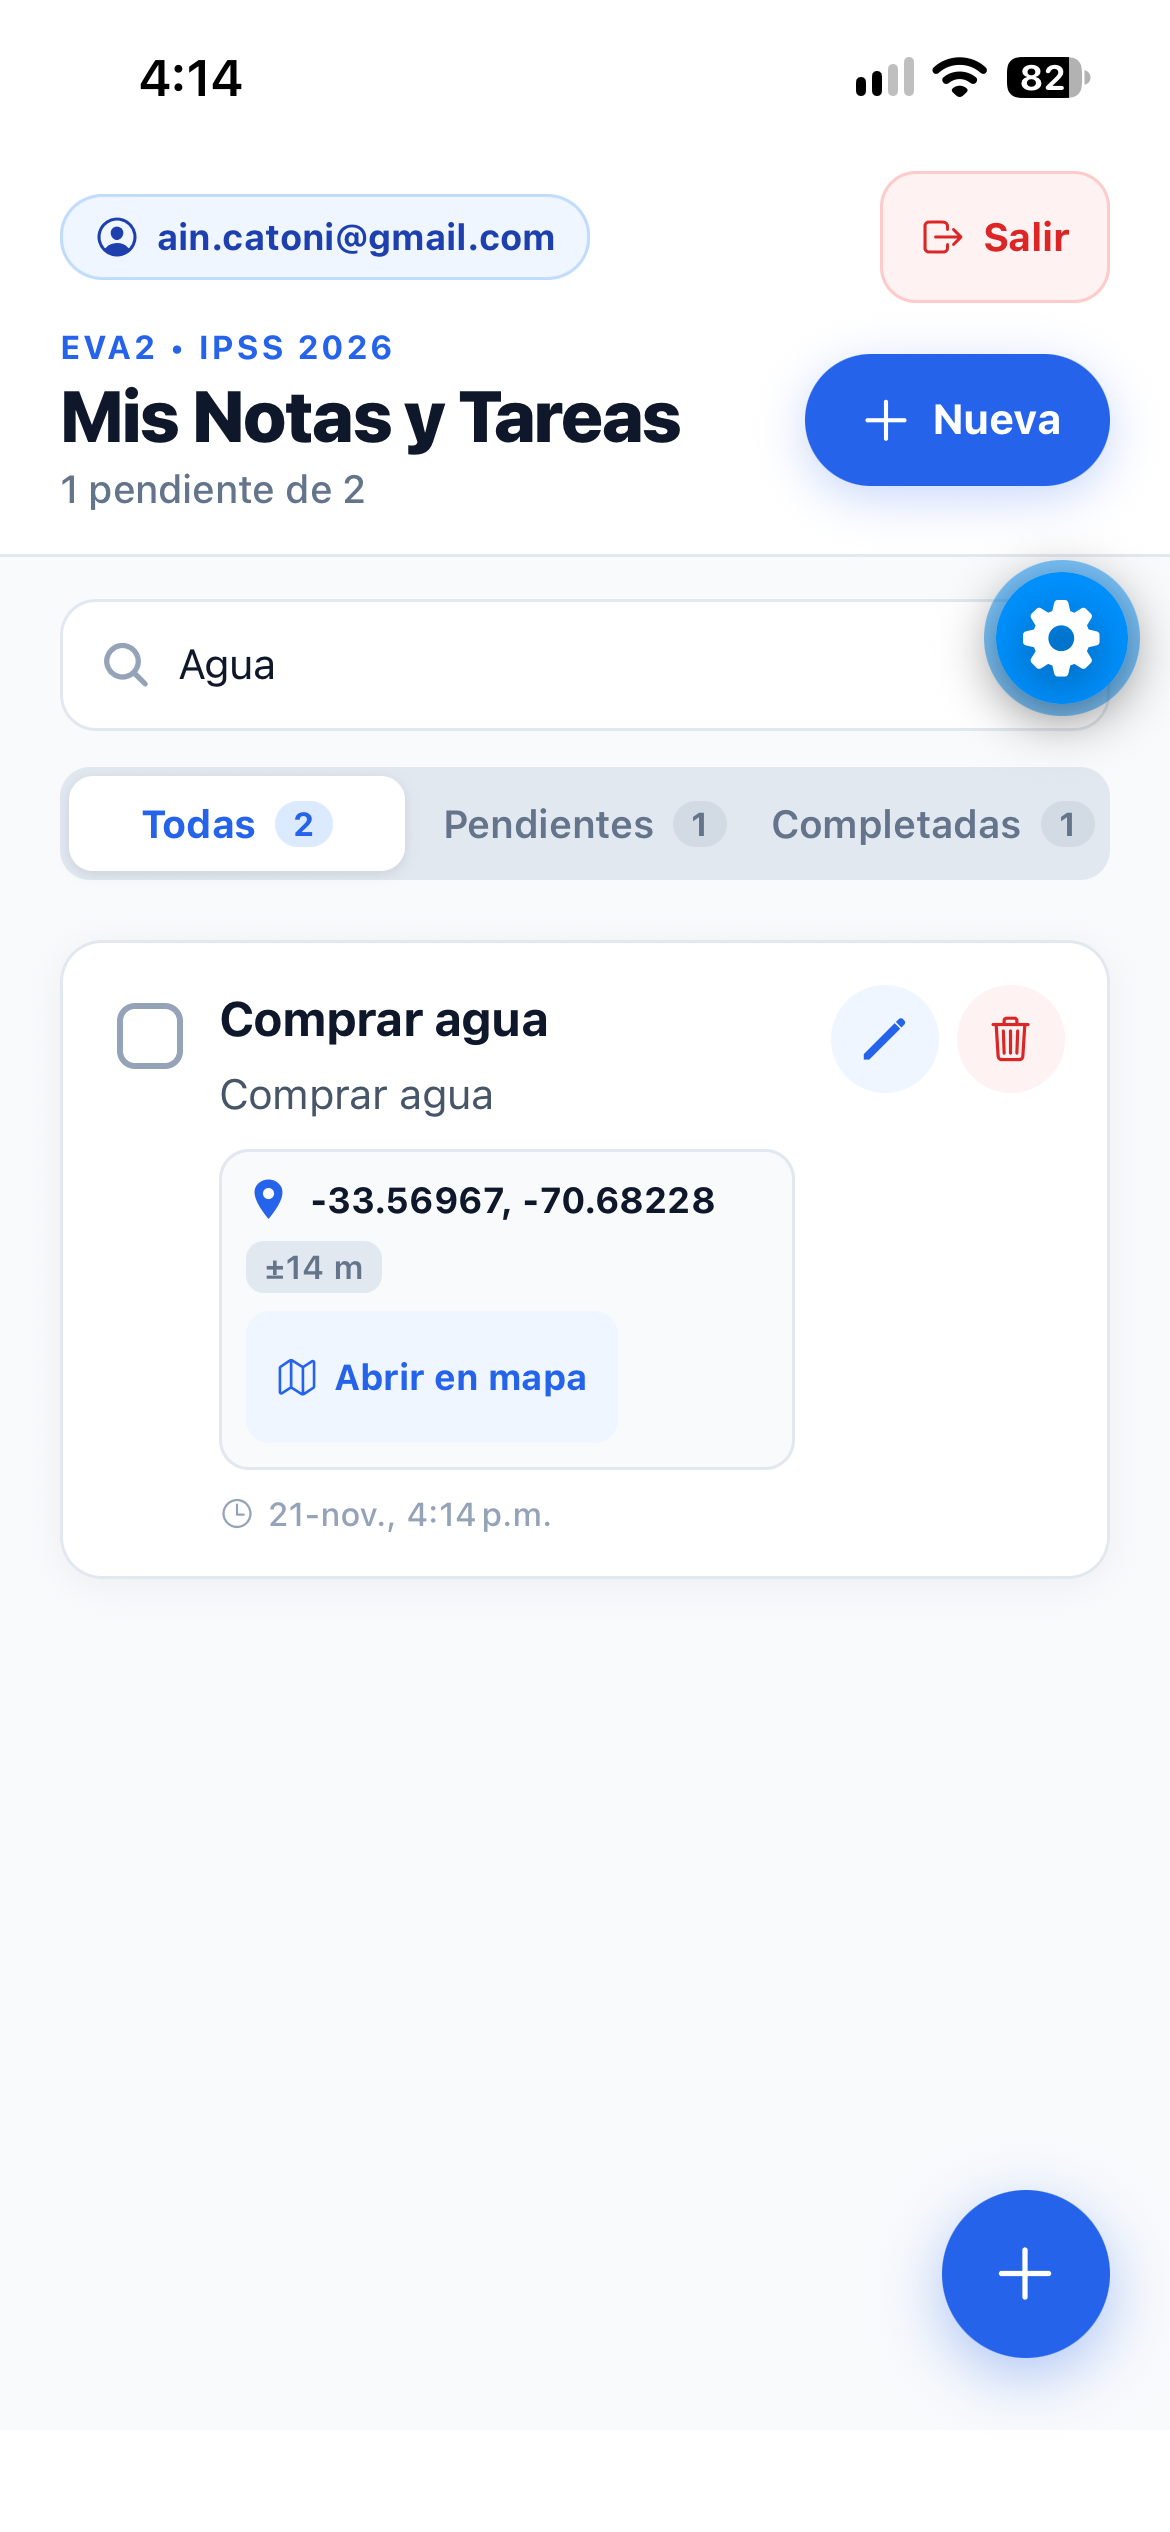 4:14
82
ain.catoni@gmail.com
Salir
EVA2 • IPSS 2026
Mis Notas y Tareas
1 pendiente de 2
Nueva
Agua
Todas 2
Pendientes 1
Completadas 1
Comprar agua
Comprar agua
-33.56967, -70.68228
±14 m
Abrir en mapa
21-nov., 4:14 p.m.